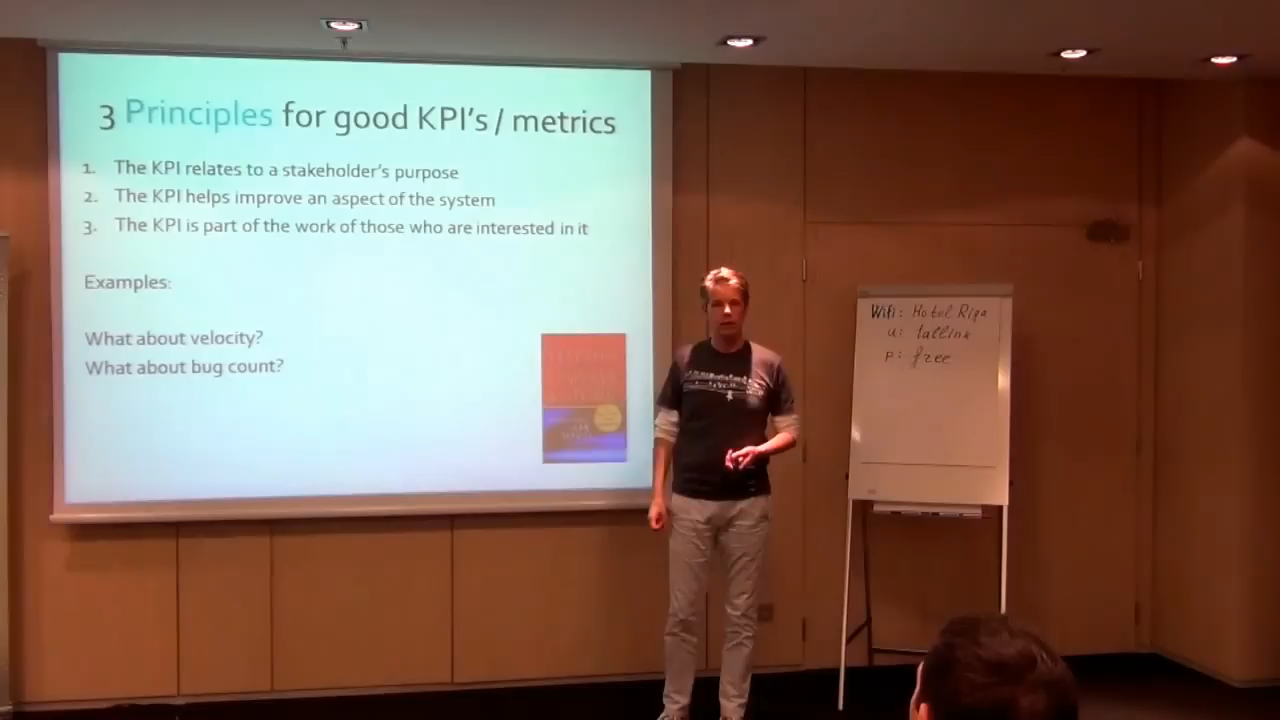 3 Principles for good KPI's / metrics
1. The KPI relates to a stakeholder's purpose
2. The KPI helps improve an aspect of the system
3. The KPI is part of the work of those who are interested in it
Examples:
What about velocity?
What about bug count?
Wifi: Hotel Riga
u: tallink
p: free